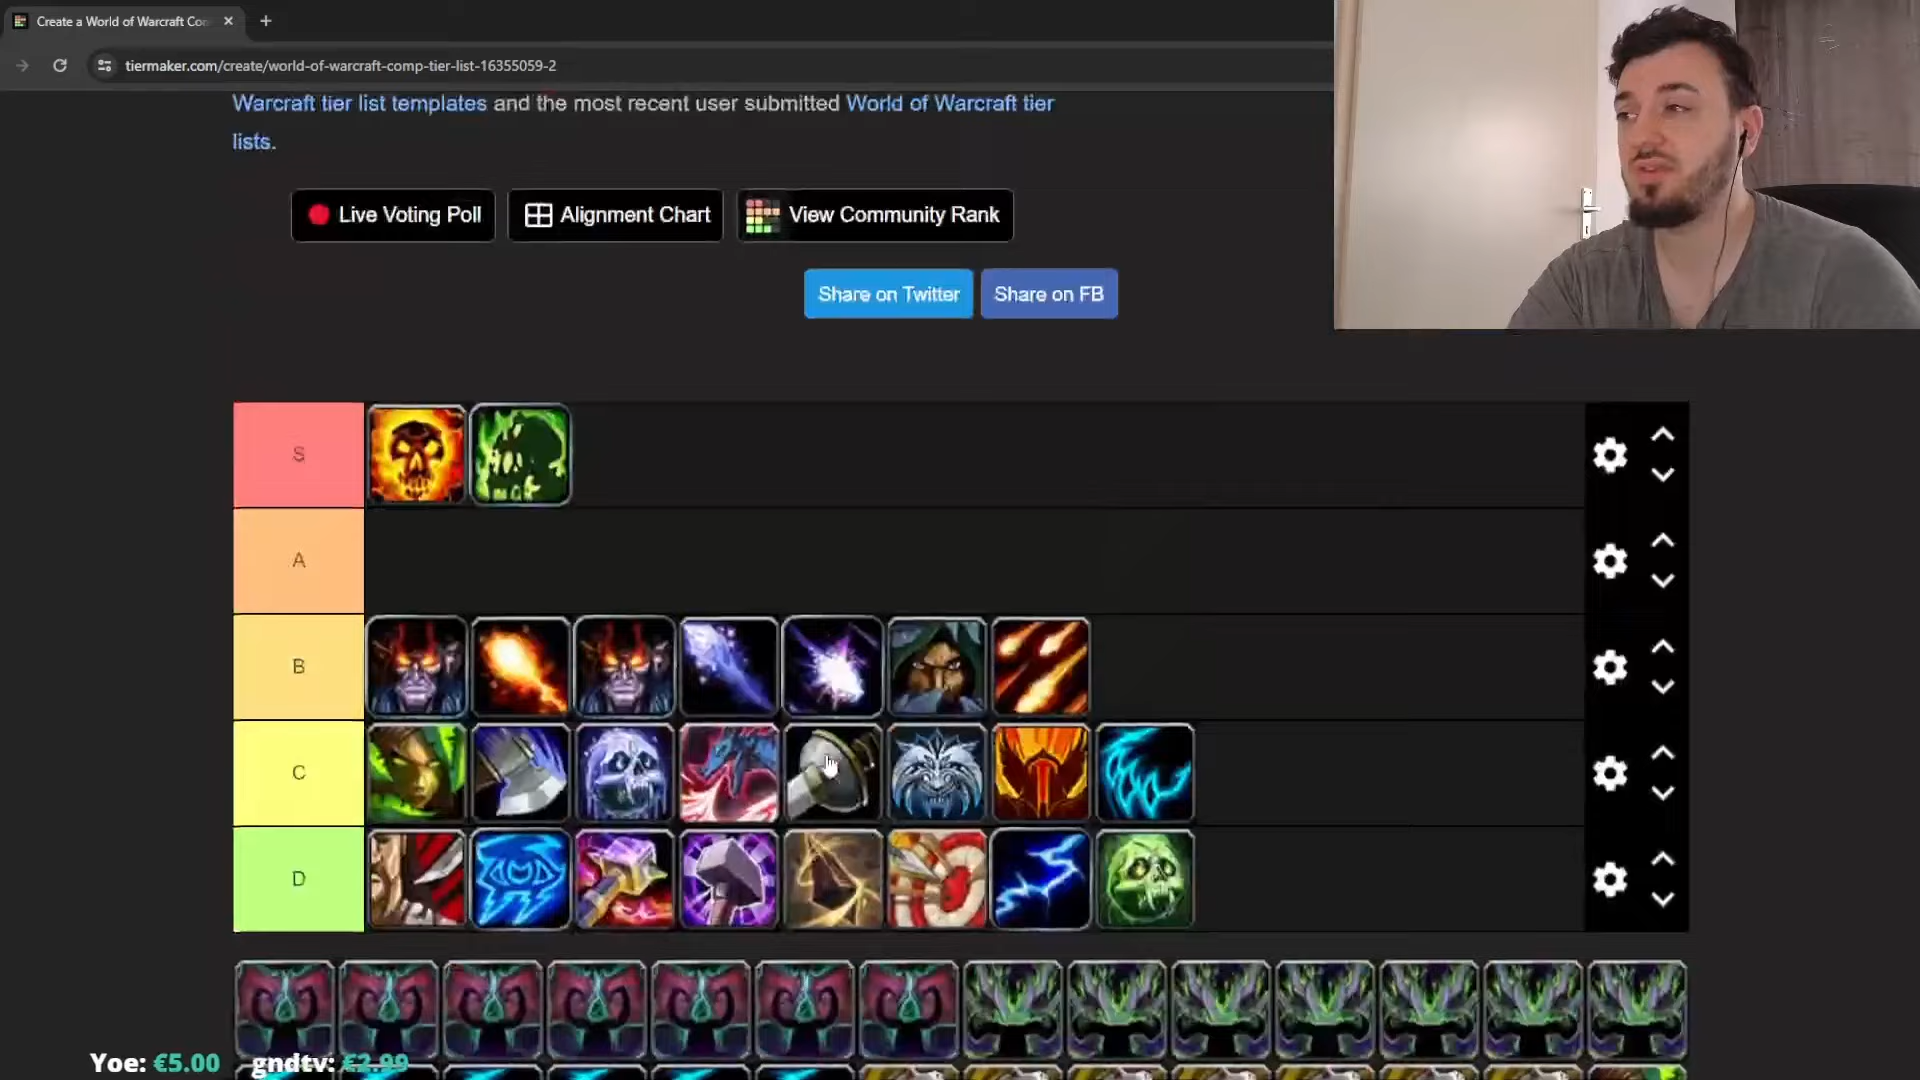 Create a World of Warcraft Co
tiermaker.com/create/world-of-warcraft-comp-tier-list-16355059-2
Warcraft tier list templates and the most recent user submitted World of Warcraft tier
lists.
Live Voting Poll
Alignment Chart
View Community Rank
Share on Twitter
Share on FB
S
A
B
C
D
Yoe: €5.00 gndtv: €2.99